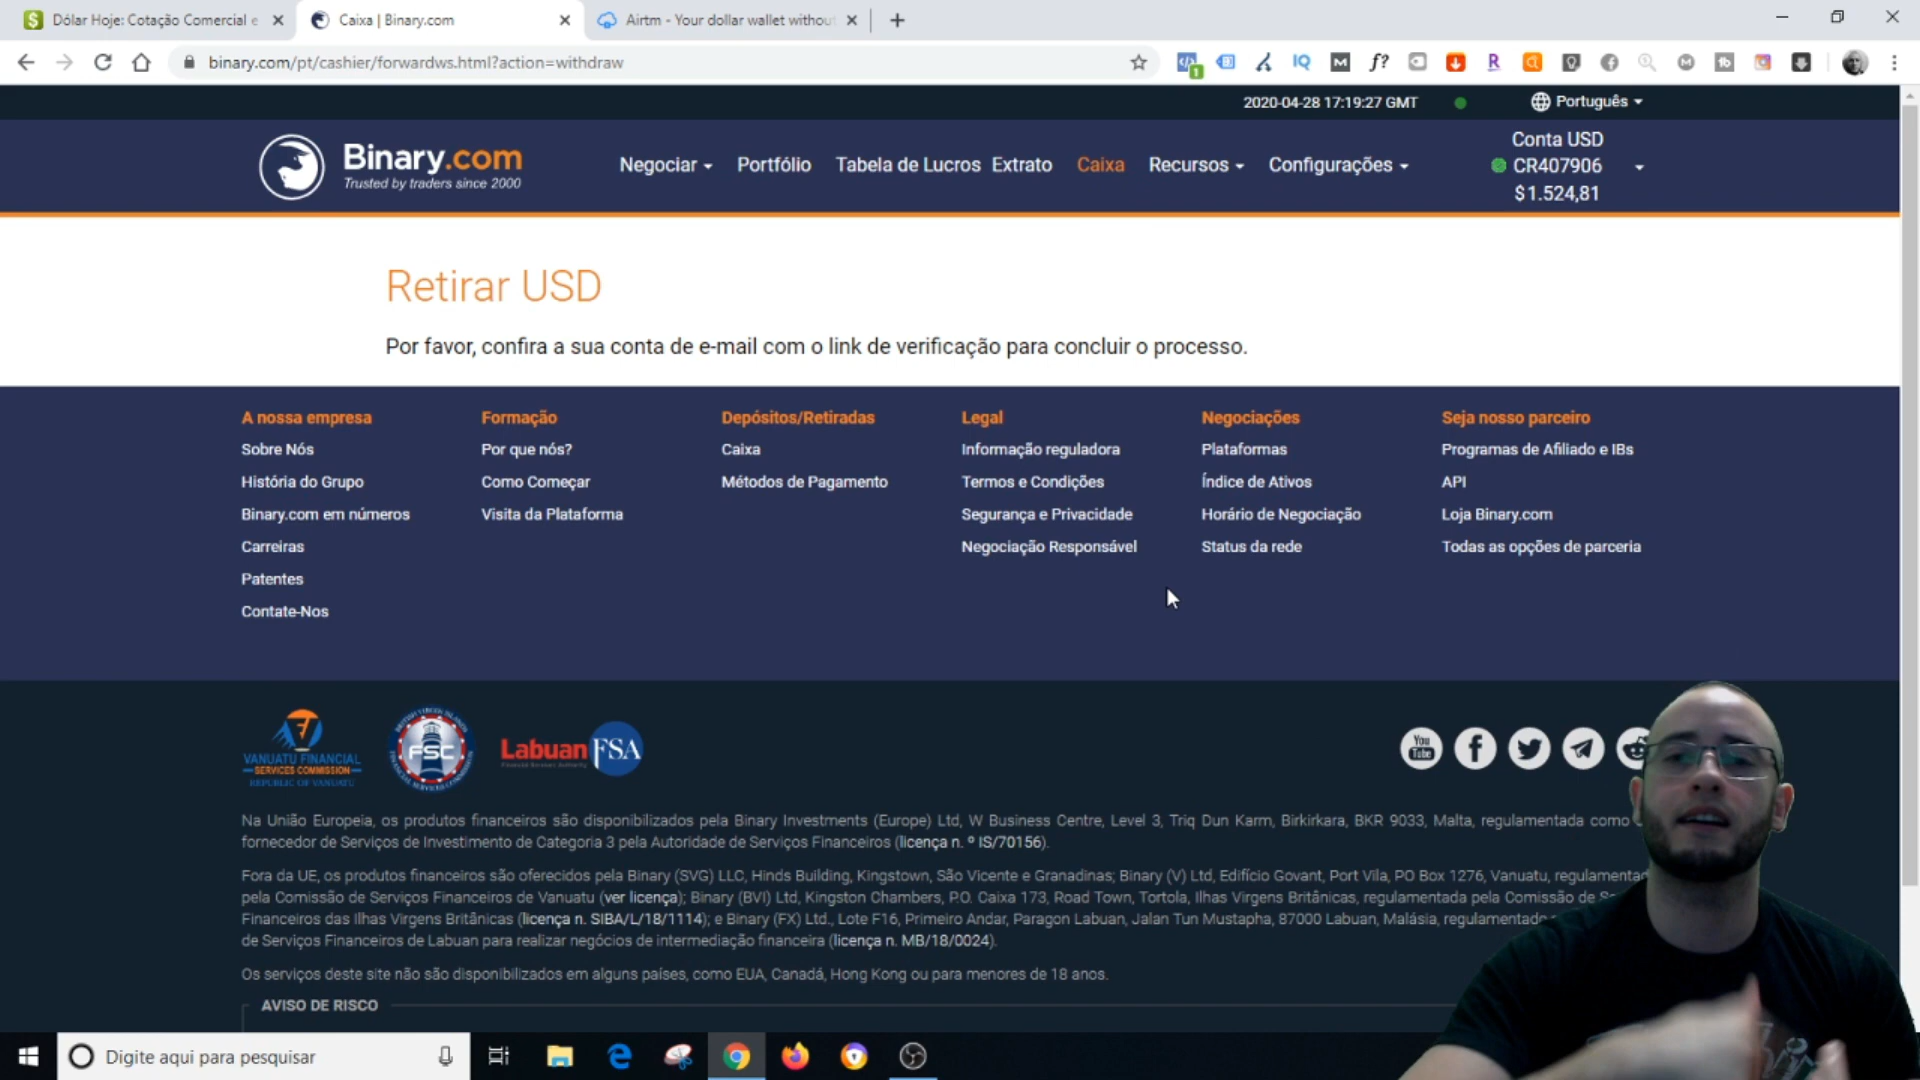 Dólar Hoje: Cotação Comercial e
Caixa | Binary.com
Airtm - Your dollar wallet withou
binary.com/pt/cashier/forwardws.html?action=withdraw
2020-04-28 17:19:27 GMT
Português
Binary.com
Trusted by traders since 2000
Negociar Portfólio Tabela de Lucros Extrato Caixa Recursos Configurações
Conta USD
CR407906
$1.524,81
Retirar USD
Por favor, confira a sua conta de e-mail com o link de verificação para concluir o processo.
A nossa empresa
Sobre Nós
História do Grupo
Binary.com em números
Carreiras
Patentes
Contate-Nos
Formação
Por que nós?
Como Começar
Visita da Plataforma
Depósitos/Retiradas
Caixa
Métodos de Pagamento
Legal
Informação reguladora
Termos e Condições
Segurança e Privacidade
Negociação Responsável
Negociações
Plataformas
Índice de Ativos
Horário de Negociação
Status da rede
Seja nosso parceiro
Programas de Afiliado e IBs
API
Loja Binary.com
Todas as opções de parceria
VANUATU FINANCIAL
SERVICES COMMISSION
REPUBLIC OF VANUATU
FSC
Labuan FSA
You
Tube
Na União Europeia, os produtos financeiros são disponibilizados pela Binary Investments (Europe) Ltd, W Business Centre, Level 3, Triq Dun Karm, Birkirkara, BKR 9033, Malta, regulamentada como
fornecedor de Serviços de Investimento de Categoria 3 pela Autoridade de Serviços Financeiros (licença n. º IS/70156).
Fora da UE, os produtos financeiros são oferecidos pela Binary (SVG) LLC, Hinds Building, Kingstown, São Vicente e Granadinas; Binary (V) Ltd, Edifício Govant, Port Vila, PO Box 1276, Vanuatu, regulamentad
pela Comissão de Serviços Financeiros de Vanuatu (ver licença); Binary (BVI) Ltd, Kingston Chambers, P.O. Caixa 173, Road Town, Tortola, Ilhas Virgens Britânicas, regulamentada pela Comissão de
Financeiros das Ilhas Virgens Britânicas (licença n. SIBA/L/18/1114); e Binary (FX) Ltd., Lote F16, Primeiro Andar, Paragon Labuan, Jalan Tun Mustapha, 87000 Labuan, Malásia, regulamentado
de Serviços Financeiros de Labuan para realizar negócios de intermediação financeira (licença n. MB/18/0024).
Os serviços deste site não são disponibilizados em alguns países, como EUA, Canadá, Hong Kong ou para menores de 18 anos.
AVISO DE RISCO
Digite aqui para pesquisar